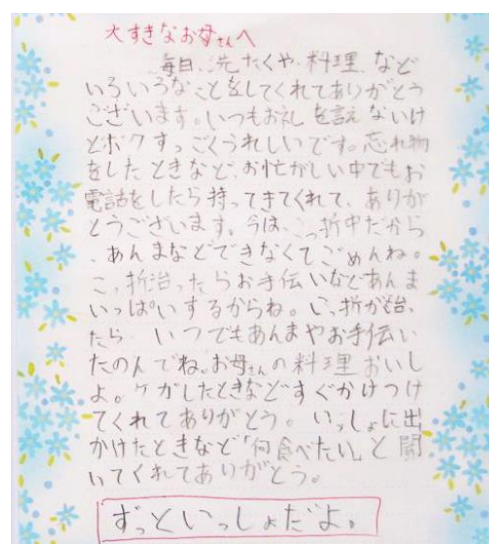 大すきなお母さんへ
毎日、洗たくや、料理、など
いろいろなことをしてくれてありがとう
ございます。いつもお礼を言えないけ
どボクすっごくうれしいです。忘れ物
をしたときなど、お忙がしい中でもお
電話をしたら持ってきてくれて、ありが
とうございます。今は、こっ折中だから
、あんまなどできなくてごめんね。
こっ折治ったらお手伝いなどあんま
いっぱいするからね。こっ折が治っ
たら いつでもあんまやお手伝い
たのんでね。お母さんの料理おいし
よ。ケガしたときなどすぐかけつけ
てくれてありがとう。いっしょに出
かけたときなど「何食べたい」と聞
いてくれてありがとう。
ずっといっしょだよ。